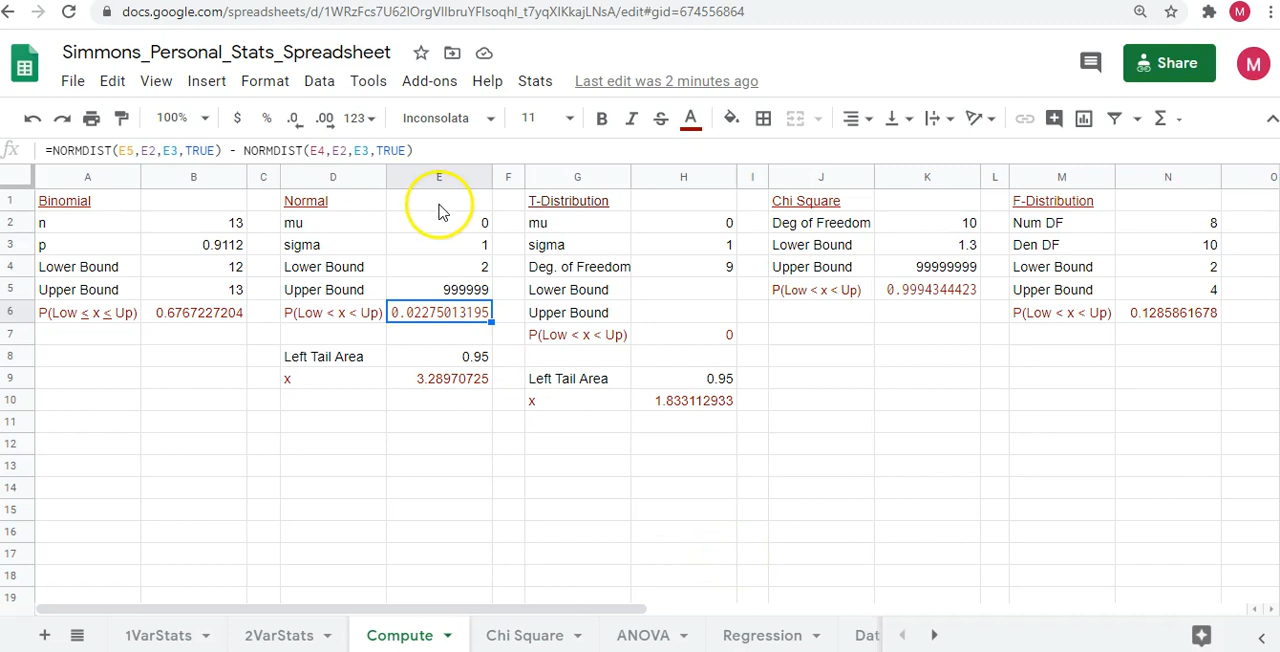 docs.google.com/spreadsheets/d/1WRzFcs7U62IOrgVIIbruYFlsoqhI_t7yqXIKkajLNsA/edit#gid=674556864
M
Simmons_Personal_Stats_Spreadsheet
File Edit View Insert Format Data Tools Add-ons Help Stats Last edit was 2 minutes ago
Share
M
100% $ % .0 .00 123 Inconsolata 11 B I S A Σ
fx =NORMDIST(E5,E2,E3,TRUE) - NORMDIST(E4,E2,E3,TRUE)
A B C D E F G H I J K L M N O
1 Binomial Normal T-Distribution Chi Square F-Distribution
2 n 13 mu 0 mu 0 Deg of Freedom 10 Num DF 8
3 p 0.9112 sigma 1 sigma 1 Lower Bound 1.3 Den DF 10
4 Lower Bound 12 Lower Bound 2 Deg. of Freedom 9 Upper Bound 99999999 Lower Bound 2
5 Upper Bound 13 Upper Bound 999999 Lower Bound P(Low < x < Up) 0.9994344423 Upper Bound 4
6 P(Low ≤ x ≤ Up) 0.6767227204 P(Low < x < Up) 0.02275013195 Upper Bound P(Low < x < Up) 0.1285861678
7 P(Low < x < Up) 0
8 Left Tail Area 0.95
9 x 3.28970725 Left Tail Area 0.95
10 x 1.833112933
11
12
13
14
15
16
17
18
19
1VarStats 2VarStats Compute Chi Square ANOVA Regression Dat